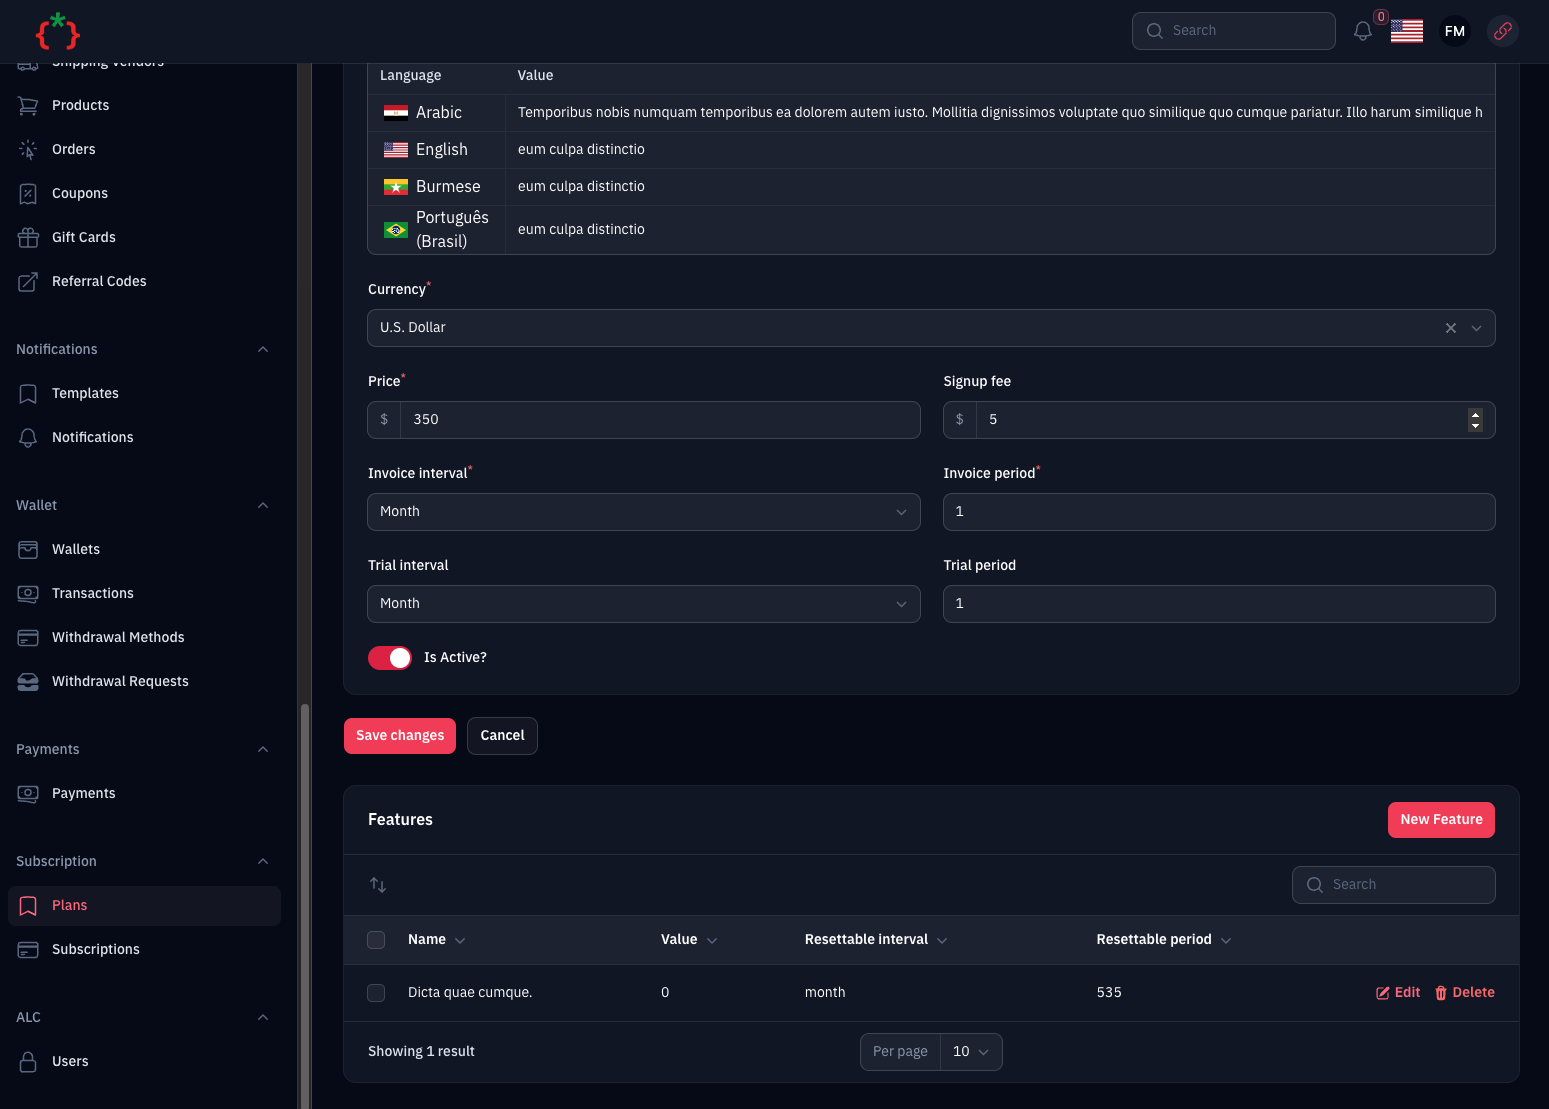 Search
0
FM
Shipping Vendors
Products
Orders
Coupons
Gift Cards
Referral Codes
Notifications
Templates
Notifications
Wallet
Wallets
Transactions
Withdrawal Methods
Withdrawal Requests
Payments
Payments
Subscription
Plans
Subscriptions
ALC
Users
Language Value
Arabic Temporibus nobis numquam temporibus ea dolorem autem iusto. Mollitia dignissimos voluptate quo similique quo cumque pariatur. Illo harum similique h
English eum culpa distinctio
Burmese eum culpa distinctio
Português
(Brasil) eum culpa distinctio
Currency*
U.S. Dollar
Price* Signup fee
$ 350 $ 5
Invoice interval* Invoice period*
Month 1
Trial interval Trial period
Month 1
Is Active?
Save changes Cancel
Features New Feature
Search
Name Value Resettable interval Resettable period
Dicta quae cumque. 0 month 535 Edit Delete
Showing 1 result Per page 10